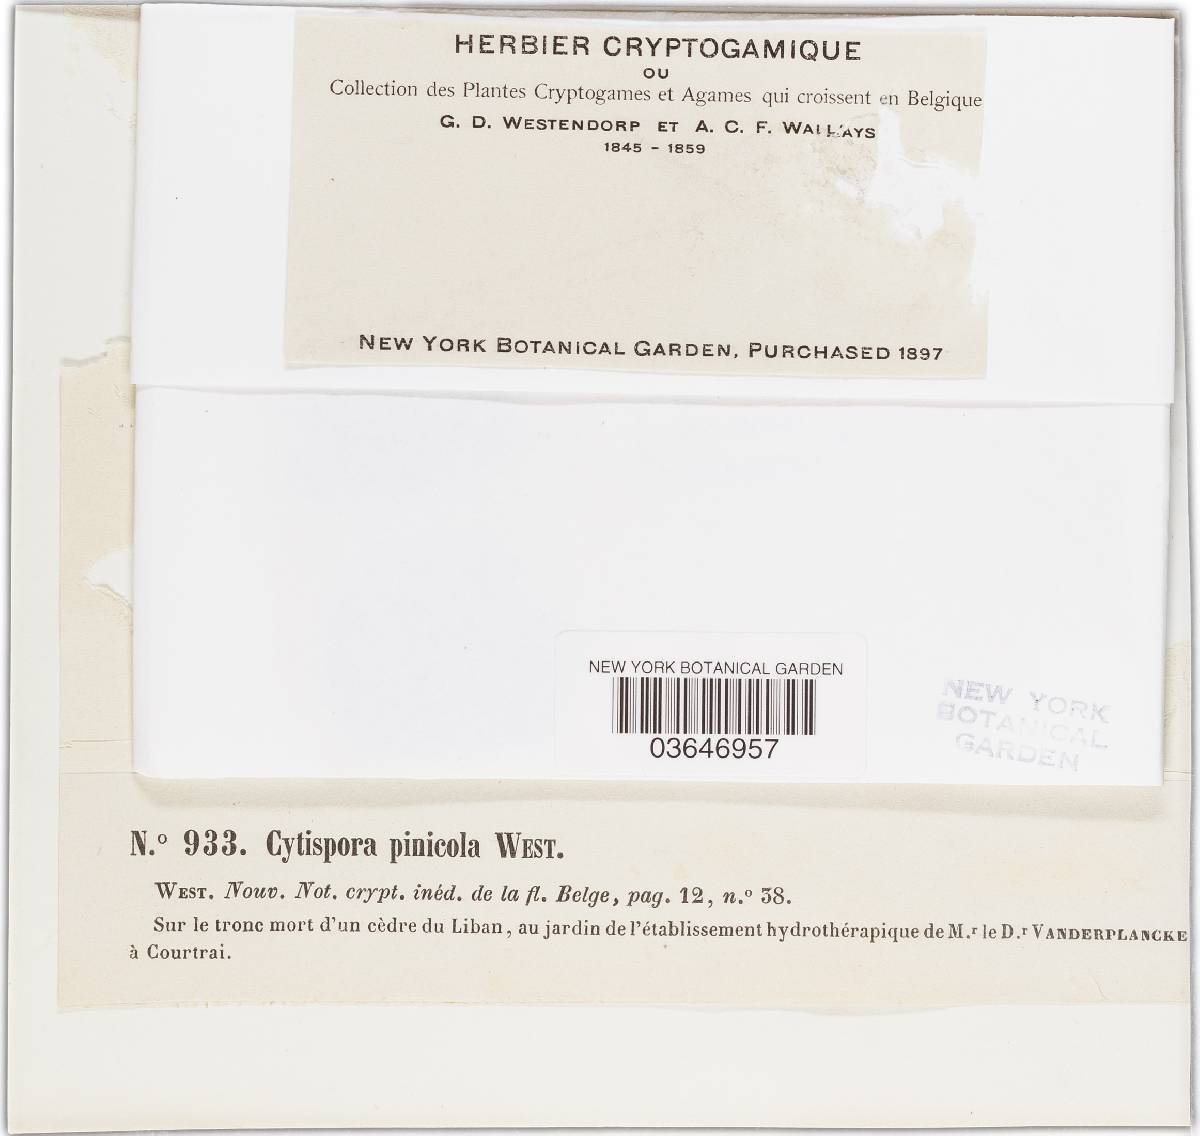 HERBIER CRYPTOGAMIQUE
OU
Collection des Plantes Cryptogames et Agames qui croissent en Belgique
G. D. WESTENDORP ET A. C. F. WALLAYS
1845 - 1859
NEW YORK BOTANICAL GARDEN, PURCHASED 1897
NEW YORK BOTANICAL GARDEN
03646957
NEW YORK
BOTANICAL
GARDEN
N.º 933. Cytispora pinicola WEST.
WEST. Nouv. Not. crypt. inéd. de la fl. Belge, pag. 12, n.º 38.
Sur le tronc mort d'un cèdre du Liban, au jardin de l'établissement hydrothérapique de M.r le D.r VANDERPLANCKE
à Courtrai.